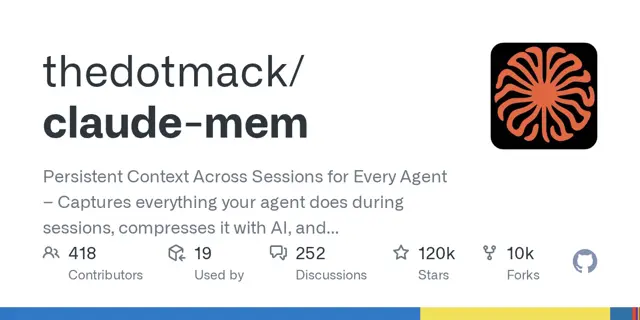 thedotmack/
claude-mem
Persistent Context Across Sessions for Every Agent
– Captures everything your agent does during
sessions, compresses it with AI, and...
418 19 252 120k 10k
Contributors Used by Discussions Stars Forks